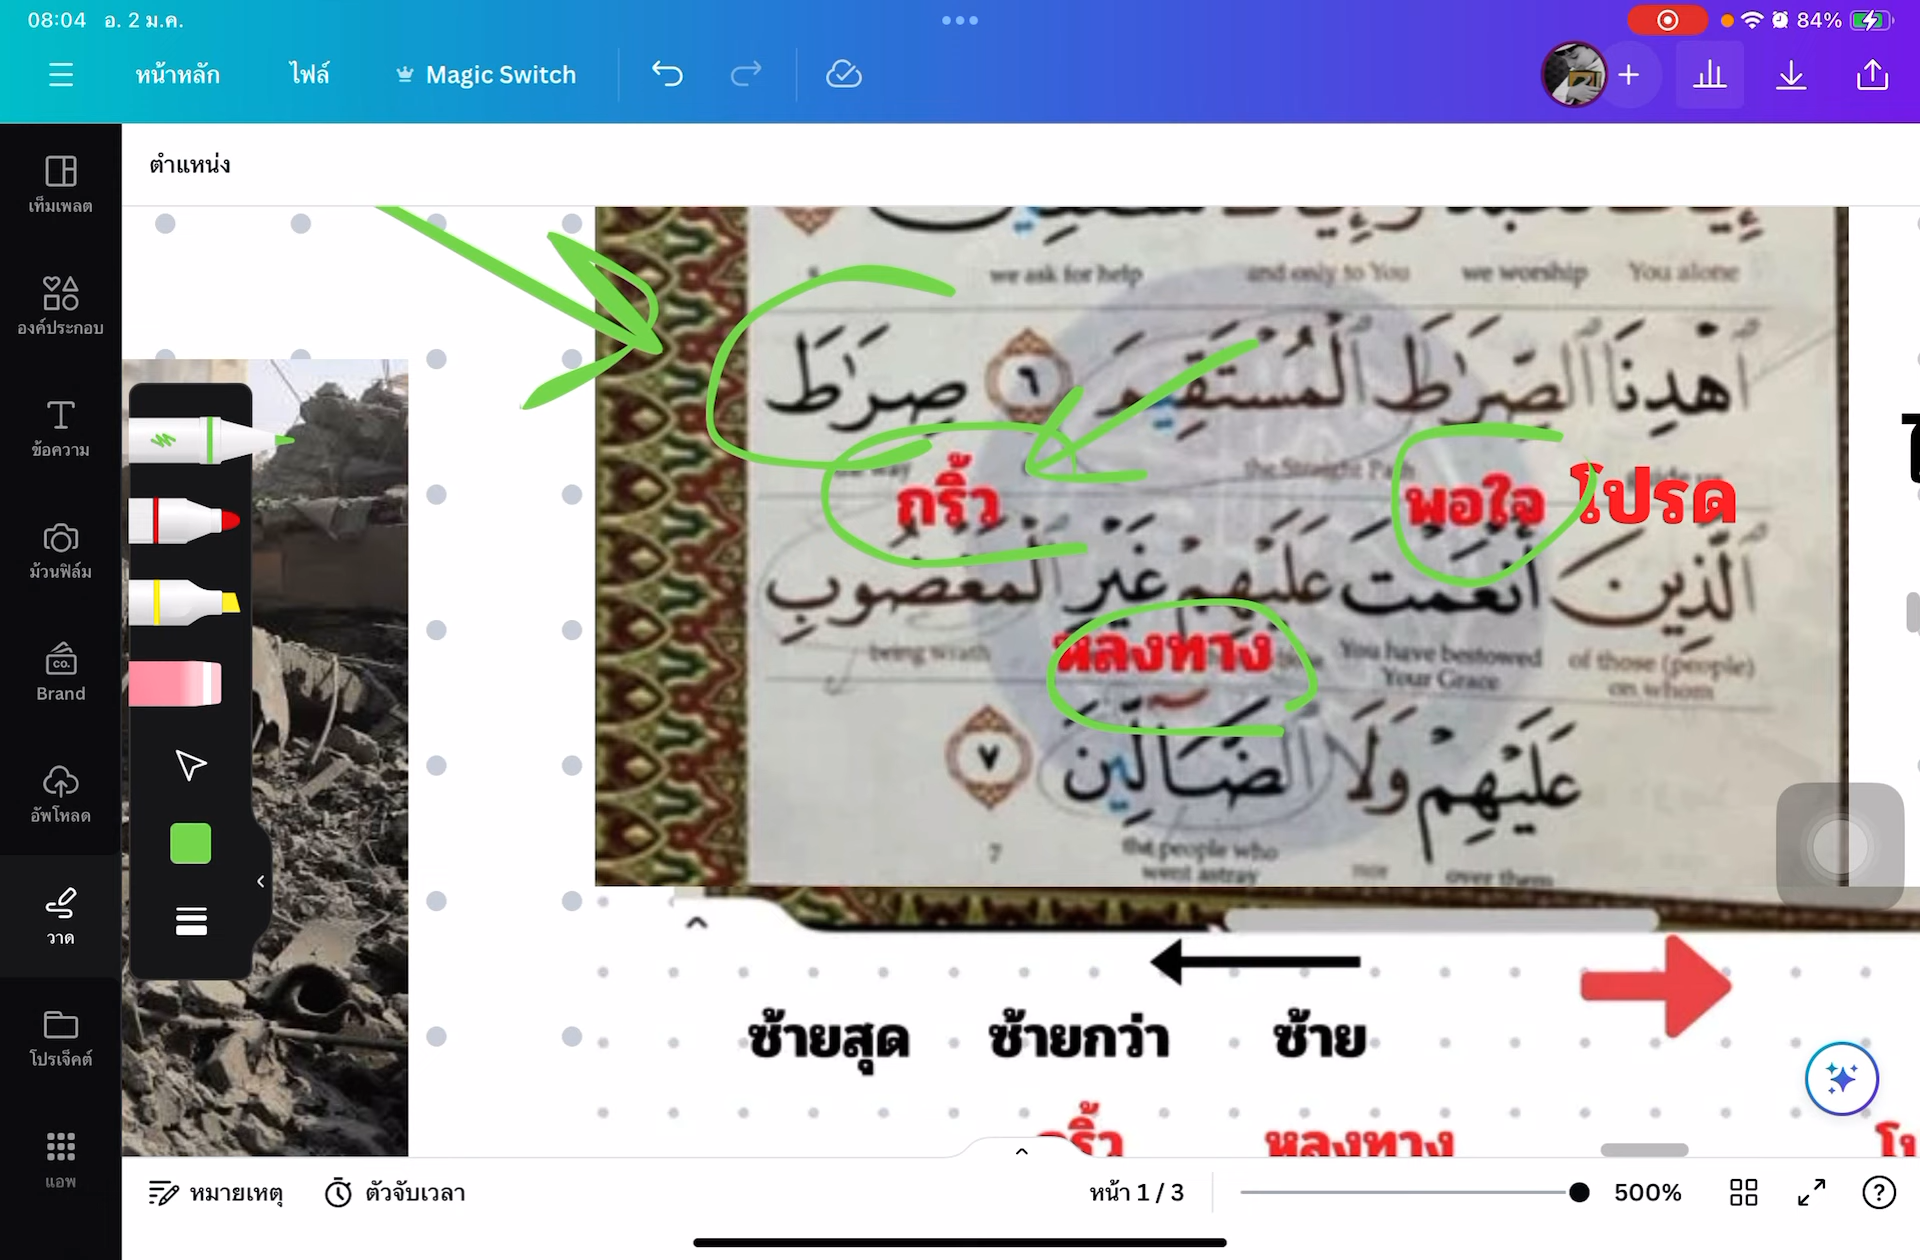 08:04 อ. 2 ม.ค.
84%
หน้าหลัก ไฟล์ Magic Switch
ตำแหน่ง
เท็มเพลต
องค์ประกอบ
ข้อความ
ม้วนฟิล์ม
CO.
Brand
อัพโหลด
วาด
โปรเจ็คต์
แอพ
we ask for help and only to You we worship You alone
ٱهْدِنَا ٱلصِّرَٰطَ ٱلْمُسْتَقِيمَ ٦ صِرَٰطَ
the Straight Path
กริ้ว พอใจ โปรด
ٱلَّذِينَ أَنْعَمْتَ عَلَيْهِمْ غَيْرِ ٱلْمَغْضُوبِ
หลงทาง
being wrath You have bestowed Your Grace of those (people) on whom
عَلَيْهِمْ وَلَا ٱلضَّآلِّينَ ٧
7 the people who went astray nor over them
ซ้ายสุด ซ้ายกว่า ซ้าย
กริ้ว หลงทาง
หมายเหตุ ตัวจับเวลา หน้า 1 / 3 500%